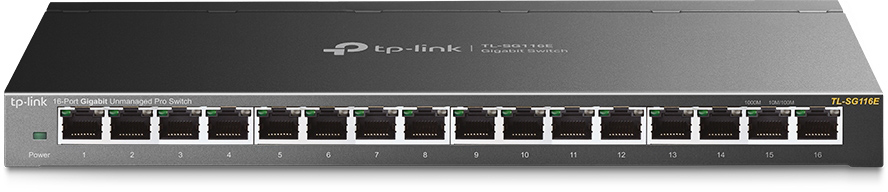 tp-link TL-SG116E
Gigabit Switch
tp-link 16-Port Gigabit Unmanaged Pro Switch 1000M 10M/100M TL-SG116E
Power 1 2 3 4 5 6 7 8 9 10 11 12 13 14 15 16